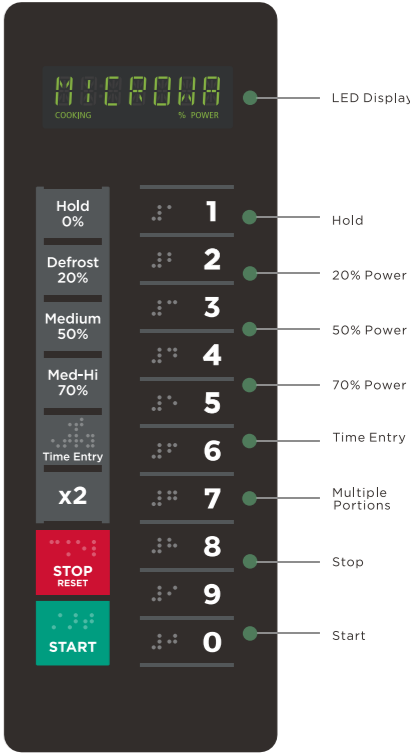 MICROWA
COOKING % POWER
LED Display
Hold
0%
Defrost
20%
Medium
50%
Med-Hi
70%
Time Entry
x2
STOP
RESET
START
1
2
3
4
5
6
7
8
9
0
Hold
20% Power
50% Power
70% Power
Time Entry
Multiple
Portions
Stop
Start